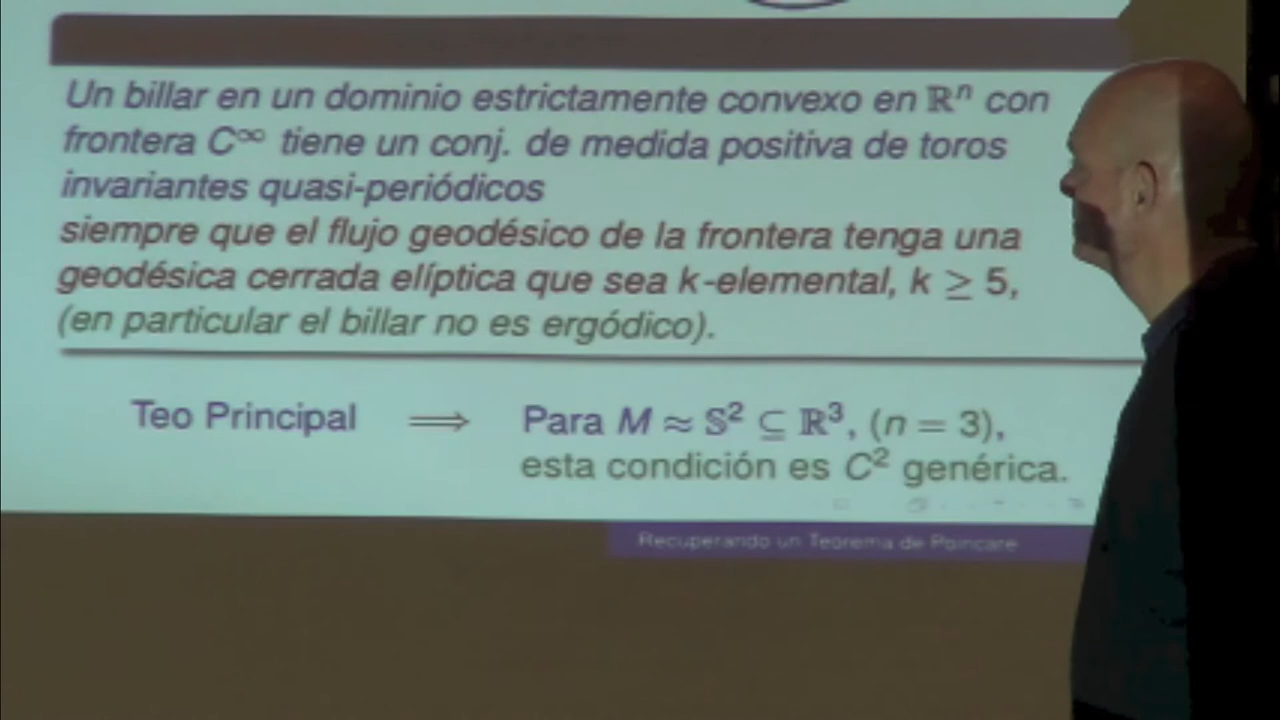 Un billar en un dominio estrictamente convexo en ℝⁿ con
frontera C^∞ tiene un conj. de medida positiva de toros
invariantes quasi-periódicos
siempre que el flujo geodésico de la frontera tenga una
geodésica cerrada elíptica que sea k-elemental, k ≥ 5,
(en particular el billar no es ergódico).
Teo Principal ⟹ Para M ≈ 𝕊² ⊆ ℝ³, (n = 3),
esta condición es C² genérica.
Recuperando un Teorema de Poincare